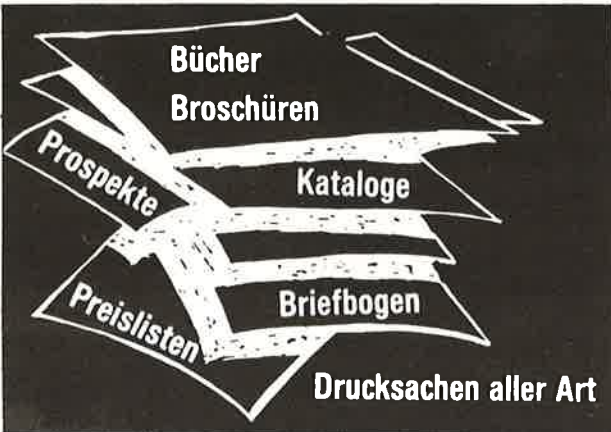 Bücher
Broschüren
Prospekte
Kataloge
Preislisten
Briefbogen
Drucksachen aller Art